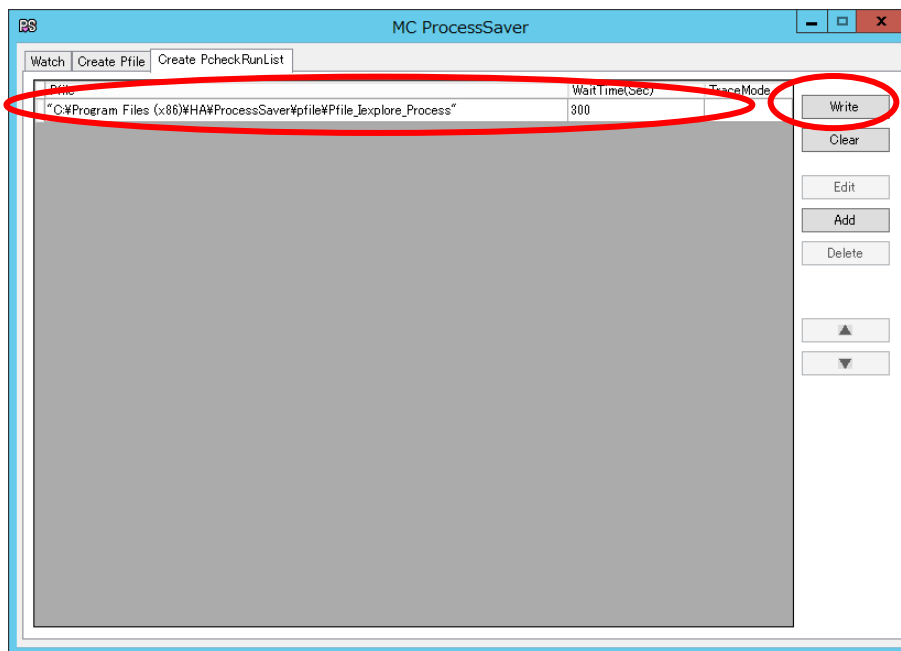 PS
MC ProcessSaver
Watch Create Pfile Create PcheckRunList
Pfile WaitTime(Sec) TraceMode
"C:¥Program Files (x86)¥HA¥ProcessSaver¥pfile¥Pfile_Iexplore_Process" 300
Write
Clear
Edit
Add
Delete